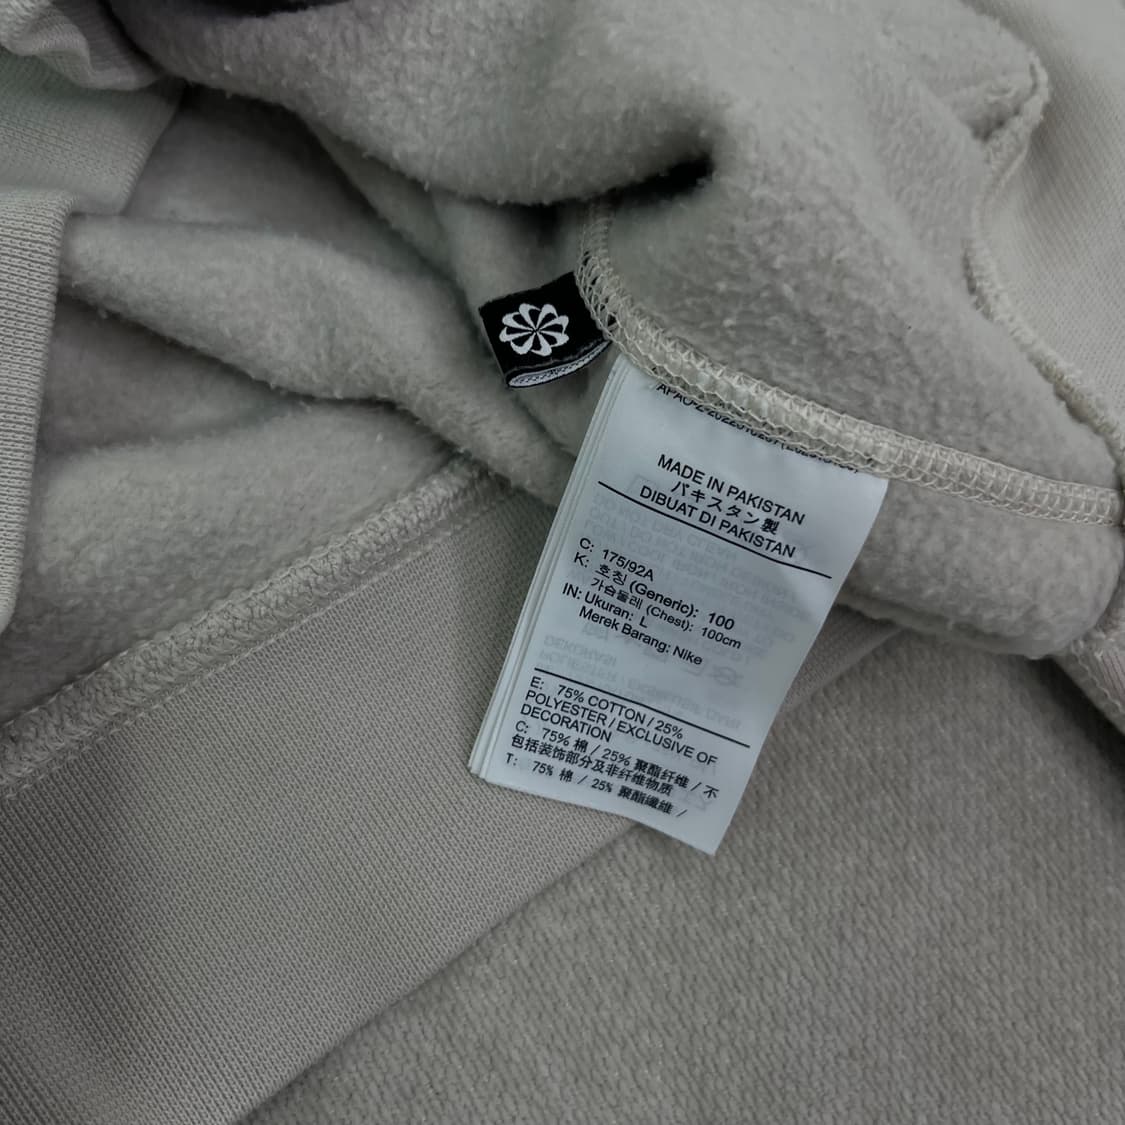 MADE IN PAKISTAN
パキスタン製
DIBUAT DI PAKISTAN
C: 175/92A
K: 호칭 (Generic): 100
가슴둘레 (Chest): 100cm
IN: Ukuran: L
Merek Barang: Nike
E: 75% COTTON / 25%
POLYESTER / EXCLUSIVE OF
DECORATION
C: 75% 棉 / 25% 聚酯纤维 / 不
包括装饰部分及非纤维物质
T: 75% 棉 / 25% 聚酯纖維 /